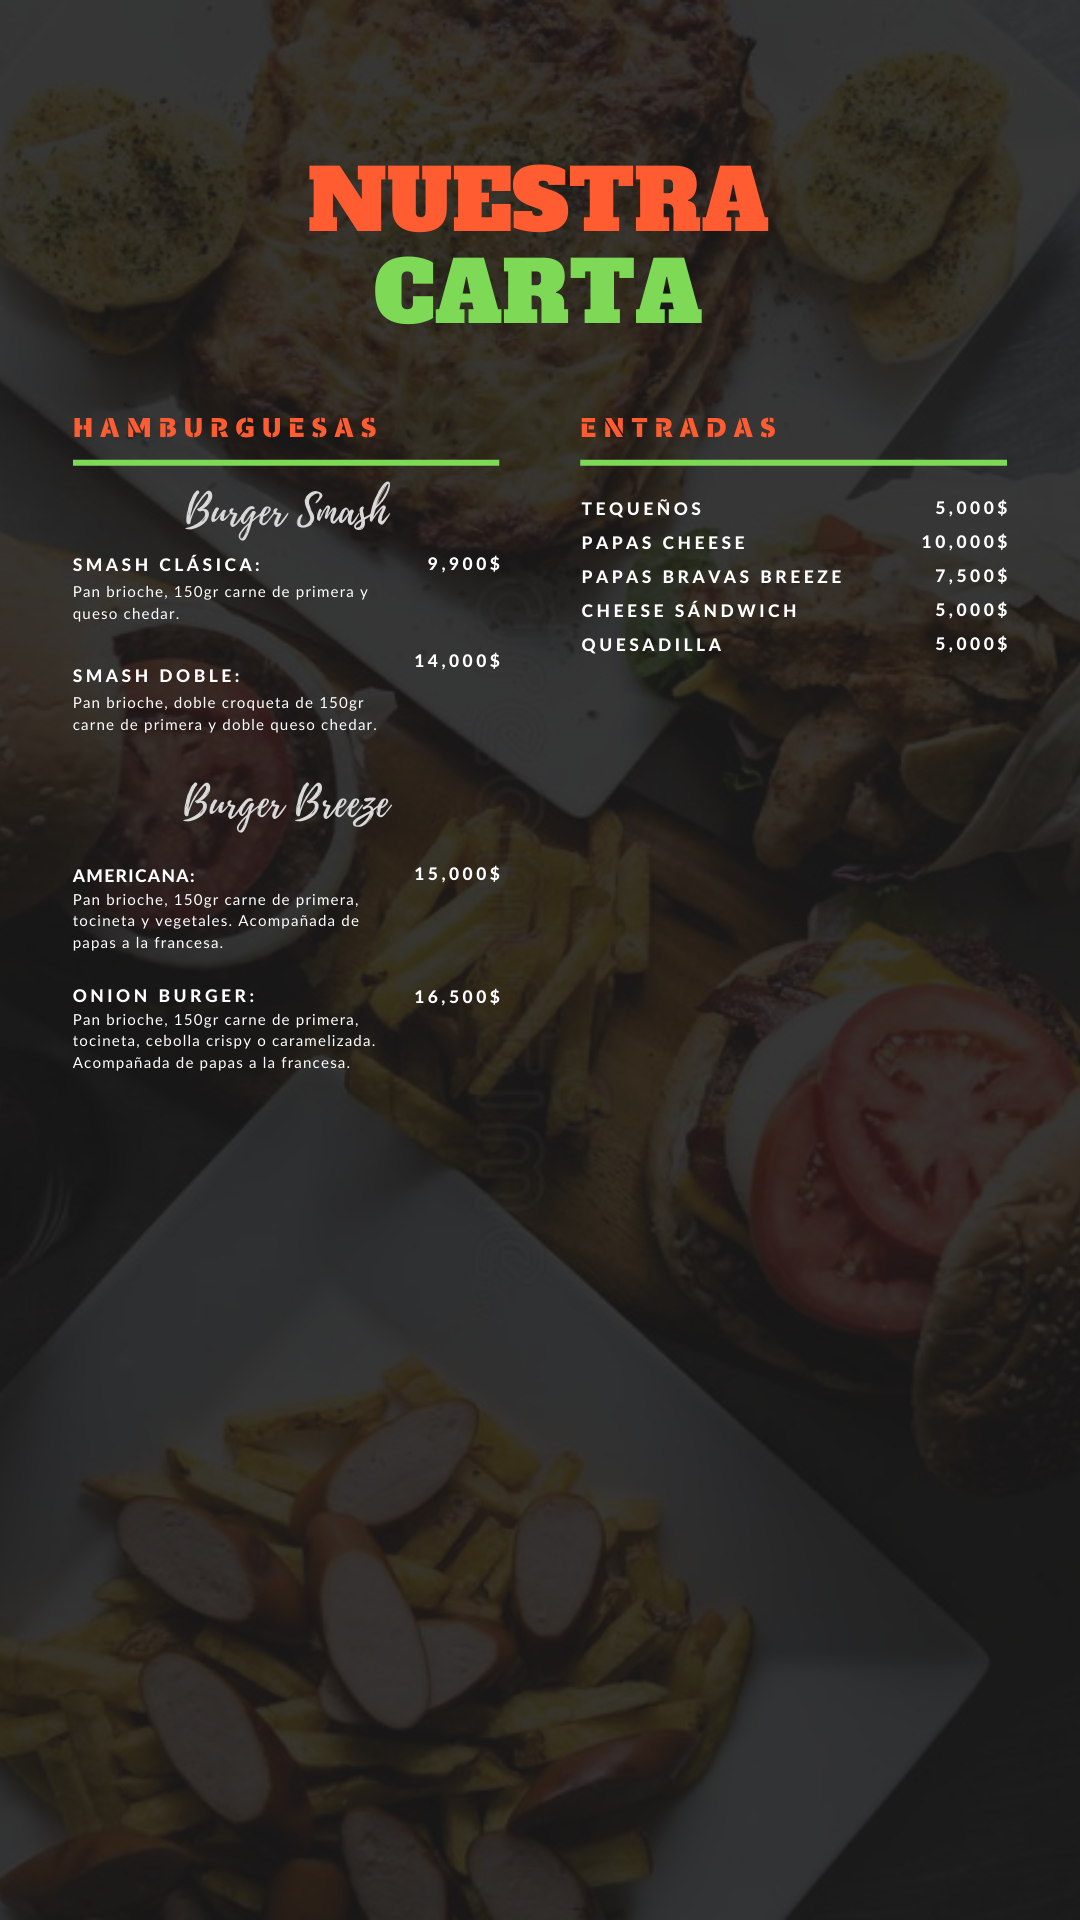 NUESTRA
CARTA
HAMBURGUESAS
Burger Smash
SMASH CLÁSICA: 9,900$
Pan brioche, 150gr carne de primera y
queso chedar.
SMASH DOBLE: 14,000$
Pan brioche, doble croqueta de 150gr
carne de primera y doble queso chedar.
Burger Breeze
AMERICANA: 15,000$
Pan brioche, 150gr carne de primera,
tocineta y vegetales. Acompañada de
papas a la francesa.
ONION BURGER: 16,500$
Pan brioche, 150gr carne de primera,
tocineta, cebolla crispy o caramelizada.
Acompañada de papas a la francesa.
ENTRADAS
TEQUEÑOS 5,000$
PAPAS CHEESE 10,000$
PAPAS BRAVAS BREEZE 7,500$
CHEESE SÁNDWICH 5,000$
QUESADILLA 5,000$